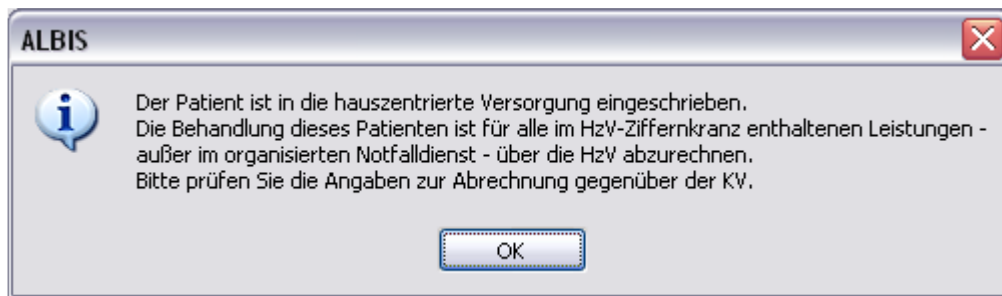 ALBIS
Der Patient ist in die hauszentrierte Versorgung eingeschrieben.
Die Behandlung dieses Patienten ist für alle im HzV-Ziffernkranz enthaltenen Leistungen -
außer im organisierten Notfalldienst - über die HzV abzurechnen.
Bitte prüfen Sie die Angaben zur Abrechnung gegenüber der KV.
OK